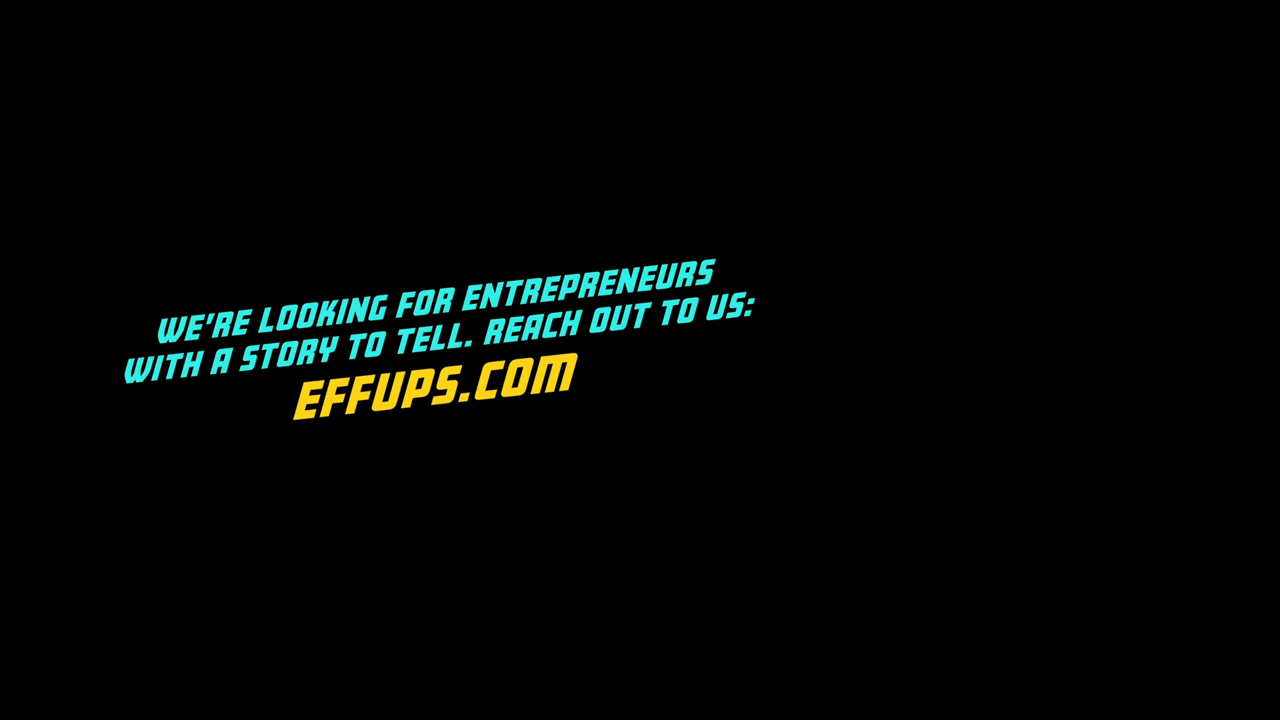 WE'RE LOOKING FOR ENTREPRENEURS
WITH A STORY TO TELL. REACH OUT TO US:
EFFUPS.COM